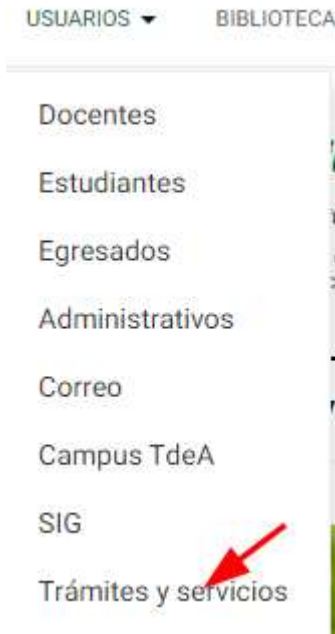 USUARIOS BIBLIOTECA
Docentes
Estudiantes
Egresados
Administrativos
Correo
Campus TdeA
SIG
Trámites y servicios